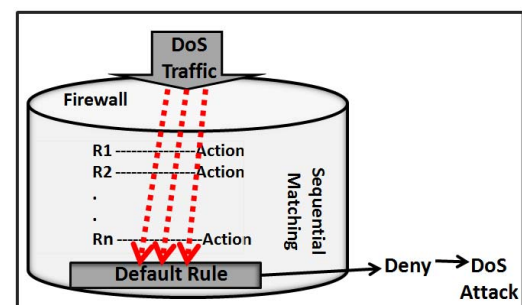 DoS
Traffic
Firewall
R1 ---------------Action
R2 ---------------Action
.
.
Rn ----------------Action
Sequential
Matching
Default Rule
Deny
DoS
Attack